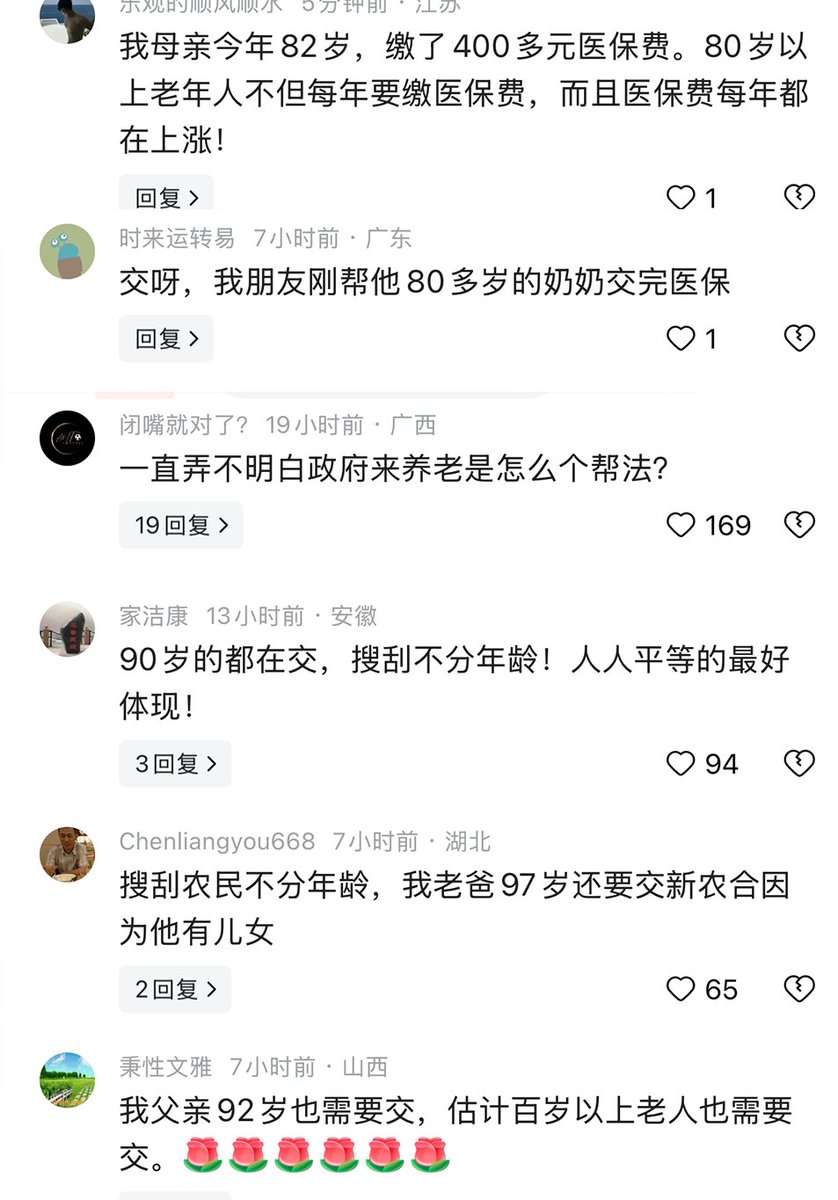 乐观的顺风顺水 5分钟前 · 江苏
我母亲今年82岁，缴了400多元医保费。80岁以
上老年人不但每年要缴医保费，而且医保费每年都
在上涨！
回复 >
1
时来运转易 7小时前 · 广东
交呀，我朋友刚帮他80多岁的奶奶交完医保
回复 >
1
闭嘴就对了? 19小时前 · 广西
一直弄不明白政府来养老是怎么个帮法？
19回复 >
169
家洁康 13小时前 · 安徽
90岁的都在交，搜刮不分年龄！人人平等的最好
体现！
3回复 >
94
Chenliangyou668 7小时前 · 湖北
搜刮农民不分年龄，我老爸97岁还要交新农合因
为他有儿女
2回复 >
65
秉性文雅 7小时前 · 山西
我父亲92岁也需要交，估计百岁以上老人也需要
交。🌹🌹🌹🌹🌹🌹